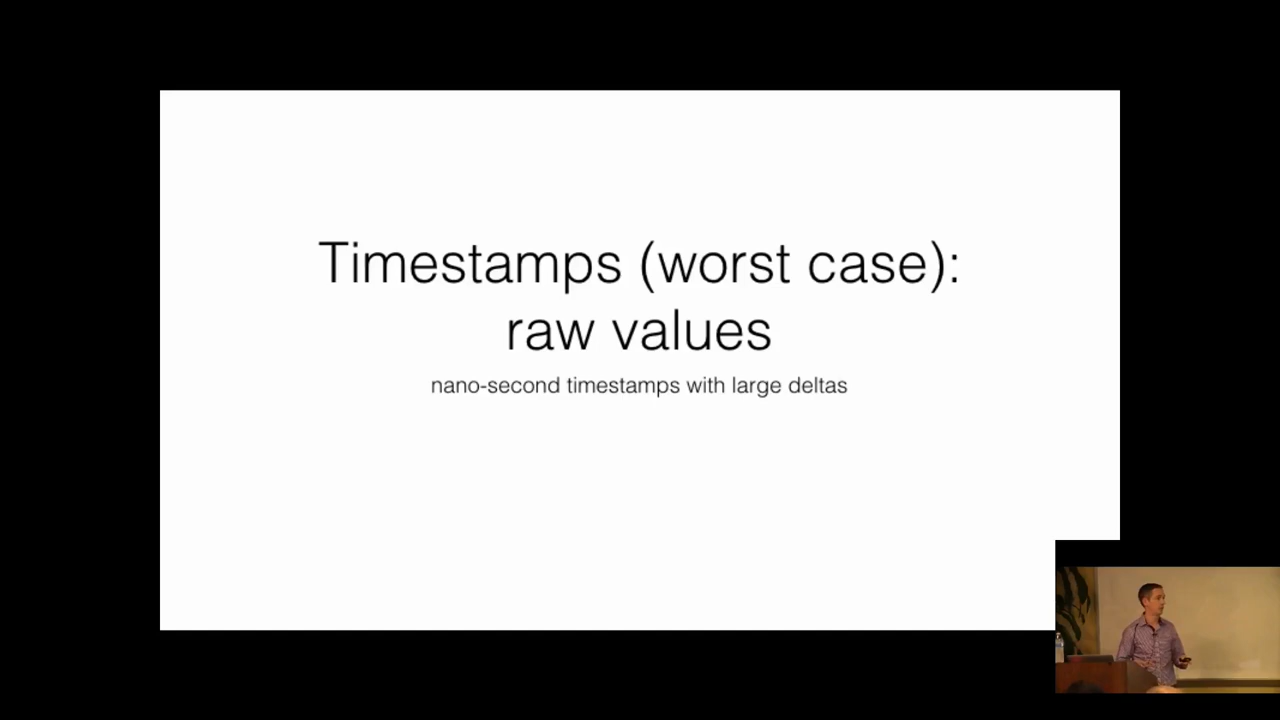 Timestamps (worst case):
raw values
nano-second timestamps with large deltas